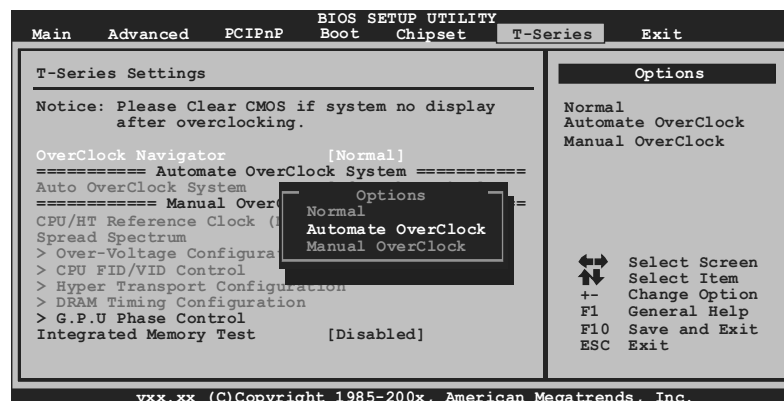 BIOS SETUP UTILITY
Main Advanced PCIPnP Boot Chipset T-Series Exit
T-Series Settings
Notice: Please Clear CMOS if system no display
after overclocking.
OverClock Navigator [Normal]
=========== Automate OverClock System ===========
Auto OverClock System
============ Manual Over =
CPU/HT Reference Clock (
Spread Spectrum
> Over-Voltage Configura
> CPU FID/VID Control
> Hyper Transport Configuration
> DRAM Timing Configuration
> G.P.U Phase Control
Integrated Memory Test [Disabled]
Options
Normal
Automate OverClock
Manual OverClock
Options
Normal
Automate OverClock
Manual OverClock
Select Screen
Select Item
+- Change Option
F1 General Help
F10 Save and Exit
ESC Exit
vxx.xx (C)Copyright 1985-200x, American Megatrends, Inc.